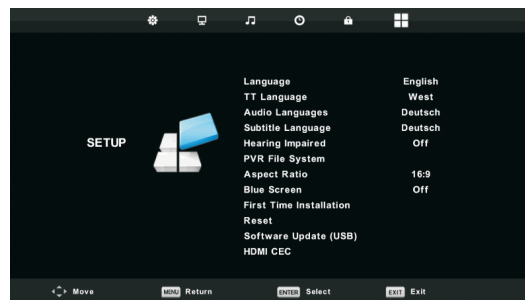 Language English
TT Language West
Audio Languages Deutsch
Subtitle Language Deutsch
SETUP
Hearing Impaired Off
PVR File System
Aspect Ratio 16:9
Blue Screen Off
First Time Installation
Reset
Software Update (USB)
HDMI CEC
Move MENU Return ENTER Select EXIT Exit